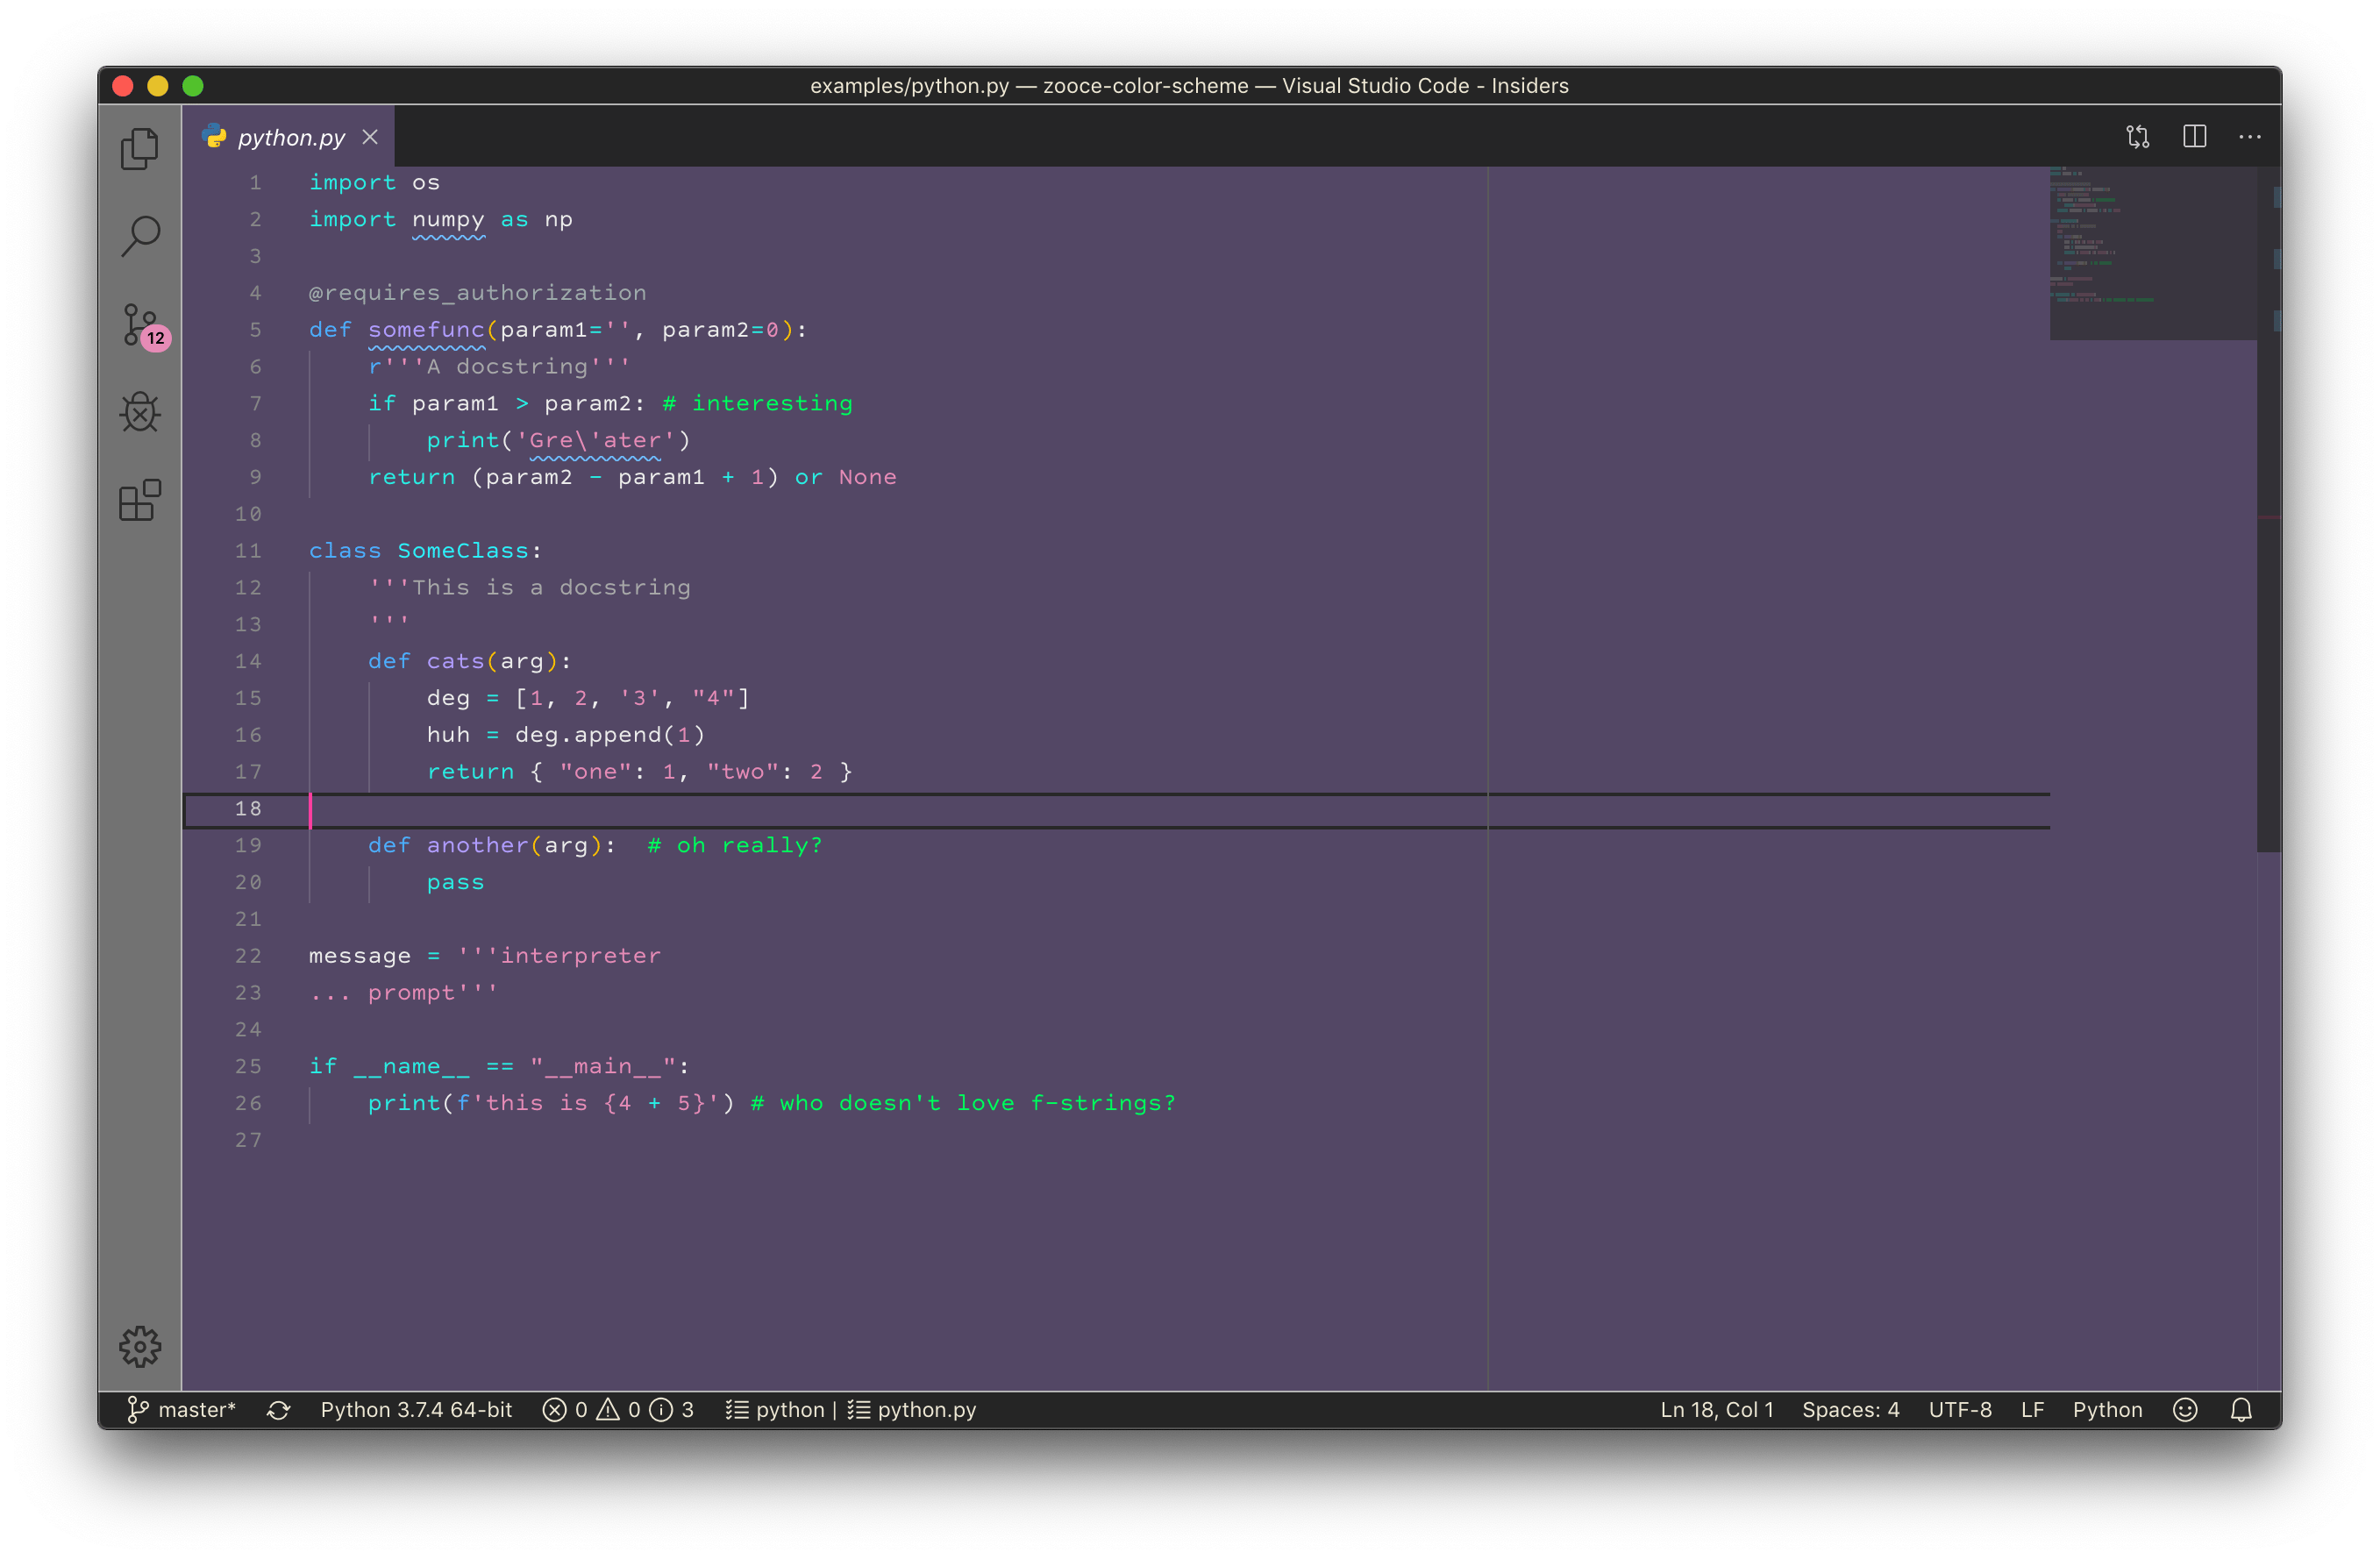 examples/python.py — zooce-color-scheme — Visual Studio Code - Insiders
python.py
1 import os
2 import numpy as np
3
4 @requires_authorization
5 def somefunc(param1='', param2=0):
6     r'''A docstring'''
7     if param1 > param2: # interesting
8         print('Gre\'ater')
9     return (param2 - param1 + 1) or None
10
11 class SomeClass:
12     '''This is a docstring
13     '''
14     def cats(arg):
15         deg = [1, 2, '3', "4"]
16         huh = deg.append(1)
17         return { "one": 1, "two": 2 }
18
19     def another(arg):  # oh really?
20         pass
21
22 message = '''interpreter
23 ... prompt'''
24
25 if __name__ == "__main__":
26     print(f'this is {4 + 5}') # who doesn't love f-strings?
27
12
master* Python 3.7.4 64-bit 0 0 3 python | python.py Ln 18, Col 1 Spaces: 4 UTF-8 LF Python